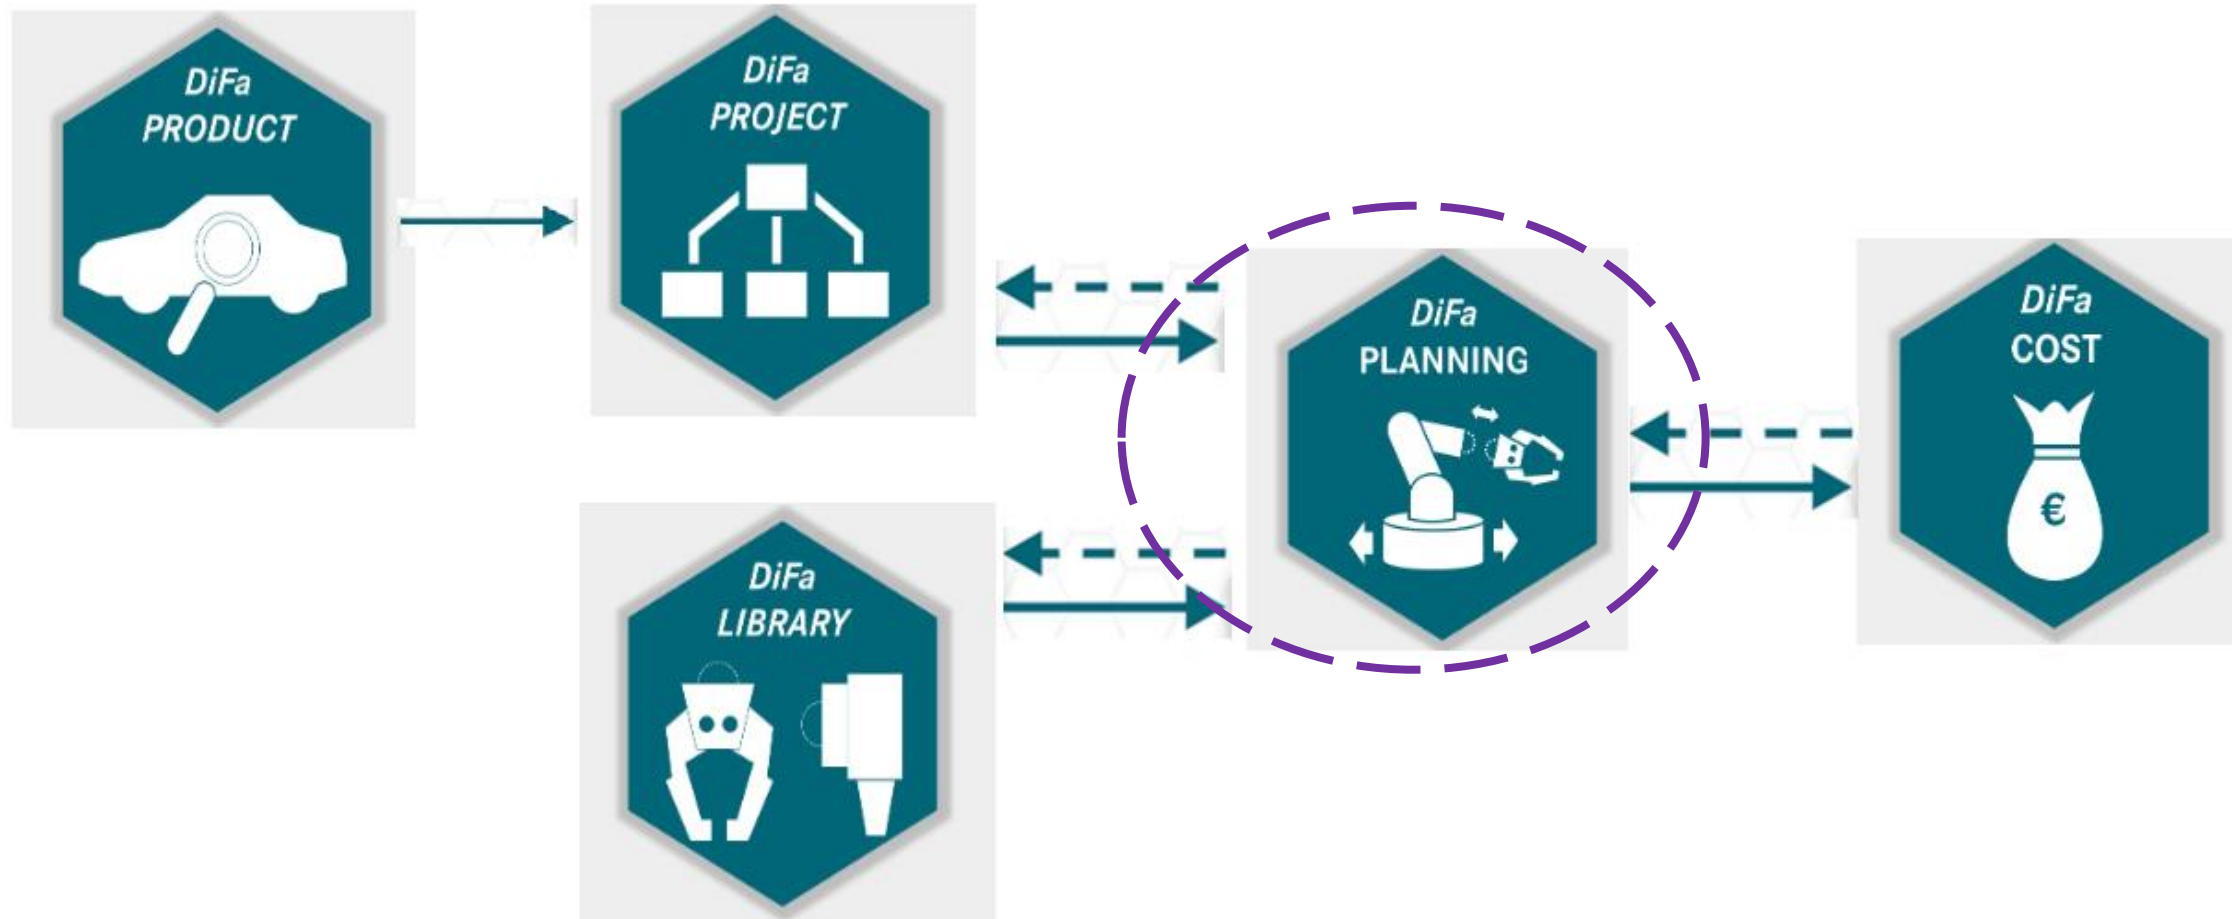 DiFa
PRODUCT
DiFa
PROJECT
DiFa
PLANNING
DiFa
COST
€
DiFa
LIBRARY